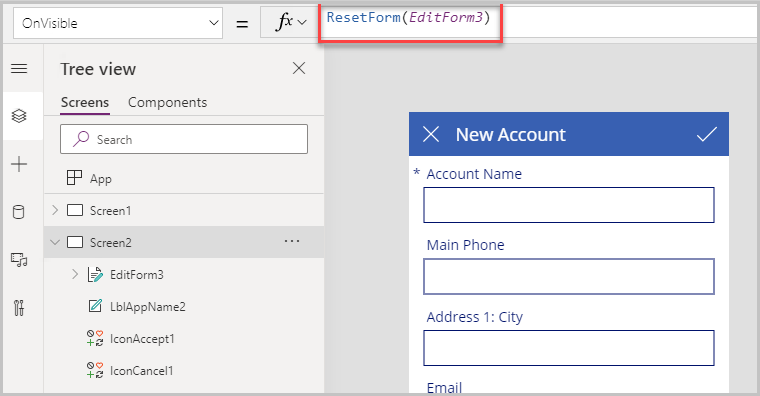 OnVisible = fx ResetForm(EditForm3)
Tree view
Screens Components
Search
App
Screen1
Screen2 ...
EditForm3
LblAppName2
IconAccept1
IconCancel1
New Account
* Account Name
Main Phone
Address 1: City
Email